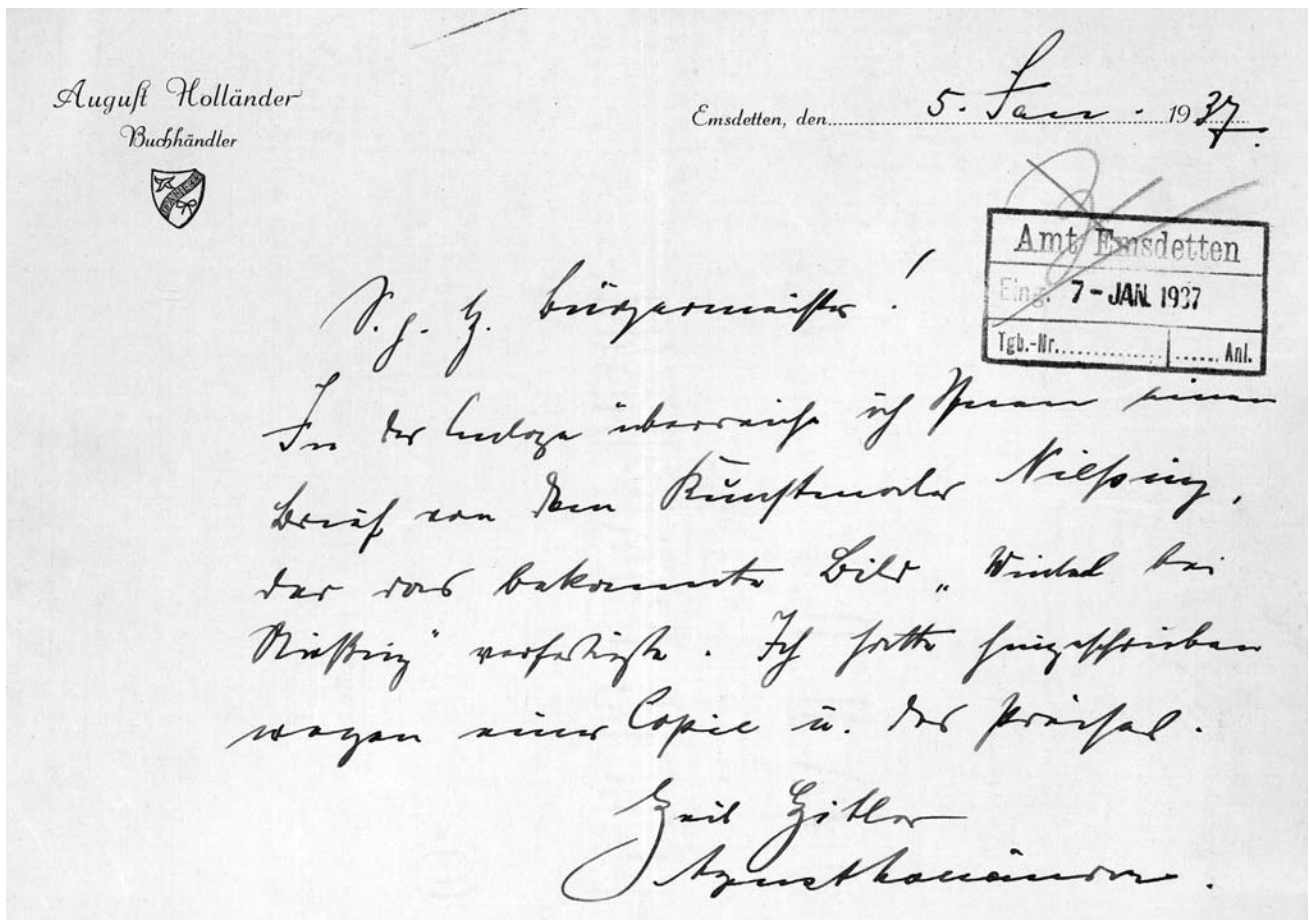 August Holländer
Buchhändler
Emsdetten, den 5. Jan. 1937.
Amt Emsdetten
Eing. 7-JAN. 1937
Tgb.-Nr. Anl.
S. g. H. Bürgermeister!
In der Anlage überreiche ich Ihnen einen
Brief von dem Kunstmaler Nießing,
der das bekannte Bild „Winkel bei
verfertigte. Ich hatte hingeschrieben
wegen einer Copie u. des
Heil Hitler
August Holländer.